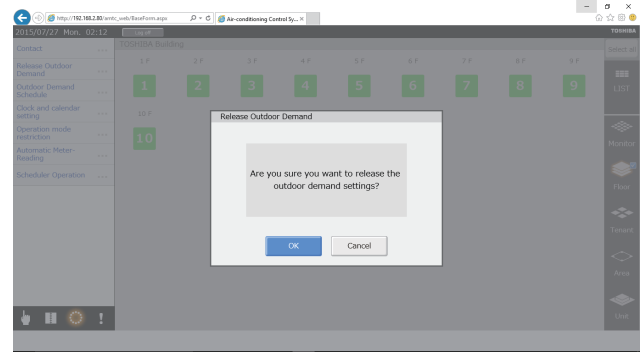 http://192.168.2.80/amtc_web/BaseForm.aspx
Air-conditioning Control Sy...
2015/07/27 Mon. 02:12
Log off
TOSHIBA
Contact ...
TOSHIBA Building
Select all
Release Outdoor
Demand ...
1 F
2 F
3 F
4 F
5 F
6 F
7 F
8 F
9 F
Outdoor Demand
Schedule ...
1
2
3
4
5
6
7
8
9
LIST
Clock and calendar
setting ...
10 F
Release Outdoor Demand
Operation mode
restriction ...
10
Monitor
Automatic Meter-
Reading ...
Scheduler Operation ...
Are you sure you want to release the
outdoor demand settings?
Floor
Tenant
OK
Cancel
Area
Unit